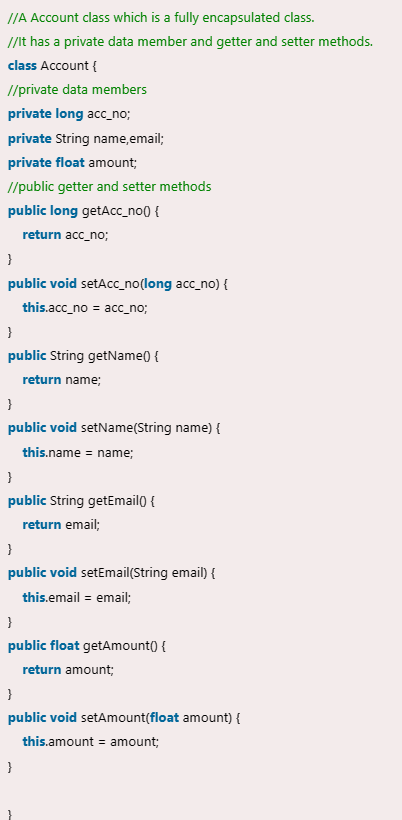 //A Account class which is a fully encapsulated class.
//It has a private data member and getter and setter methods.
class Account {
//private data members
private long acc_no;
private String name,email;
private float amount;
//public getter and setter methods
public long getAcc_no() {
    return acc_no;
}
public void setAcc_no(long acc_no) {
    this.acc_no = acc_no;
}
public String getName() {
    return name;
}
public void setName(String name) {
    this.name = name;
}
public String getEmail() {
    return email;
}
public void setEmail(String email) {
    this.email = email;
}
public float getAmount() {
    return amount;
}
public void setAmount(float amount) {
    this.amount = amount;
}

}